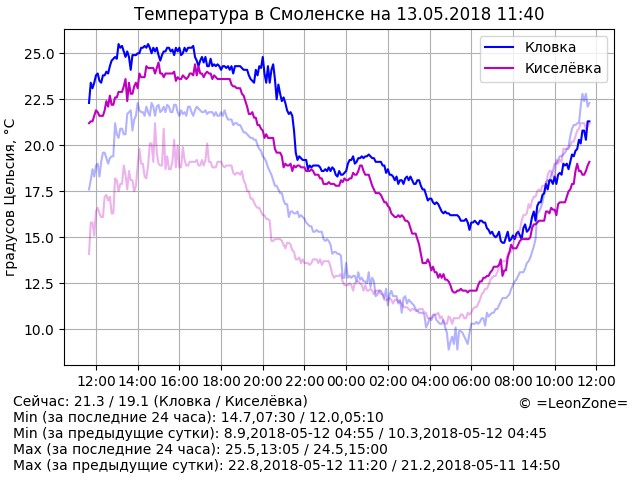 Температура в Смоленске на 13.05.2018 11:40
Кловка
Киселёвка
градусов Цельсия, °C
25.0
22.5
20.0
17.5
15.0
12.5
10.0
12:00 14:00 16:00 18:00 20:00 22:00 00:00 02:00 04:00 06:00 08:00 10:00 12:00
Сейчас: 21.3 / 19.1 (Кловка / Киселёвка)
© =LeonZone=
Min (за последние 24 часа): 14.7,07:30 / 12.0,05:10
Min (за предыдущие сутки): 8.9,2018-05-12 04:55 / 10.3,2018-05-12 04:45
Max (за последние 24 часа): 25.5,13:05 / 24.5,15:00
Max (за предыдущие сутки): 22.8,2018-05-12 11:20 / 21.2,2018-05-11 14:50